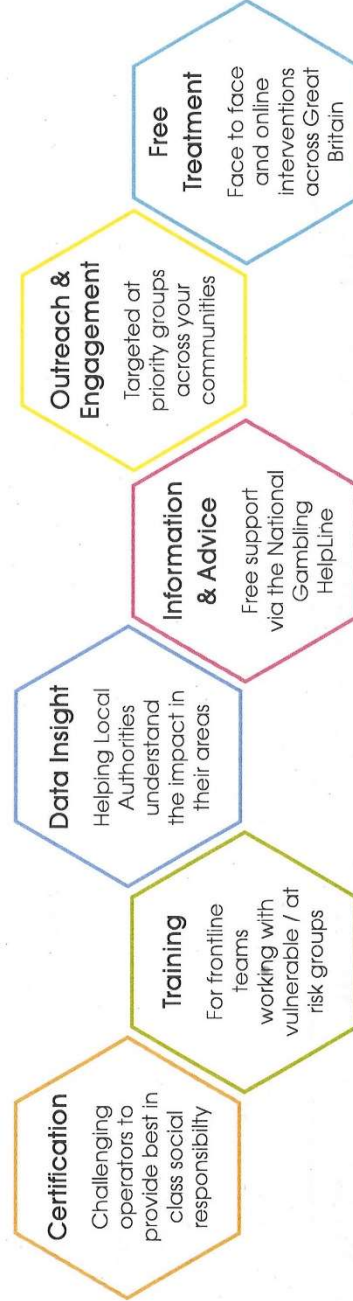 Certification
Challenging
operators to
provide best in
class social
responsibilty
Training
For frontline
teams
working with
vulnerable / at
risk groups
Data Insight
Helping Local
Authorities
understand
the impact in
their areas
Information
& Advice
Free support
via the National
Gambling
HelpLine
Outreach &
Engagement
Targeted at
priority groups
across your
communities
Free
Treatment
Face to face
and online
interventions
across Great
Britain